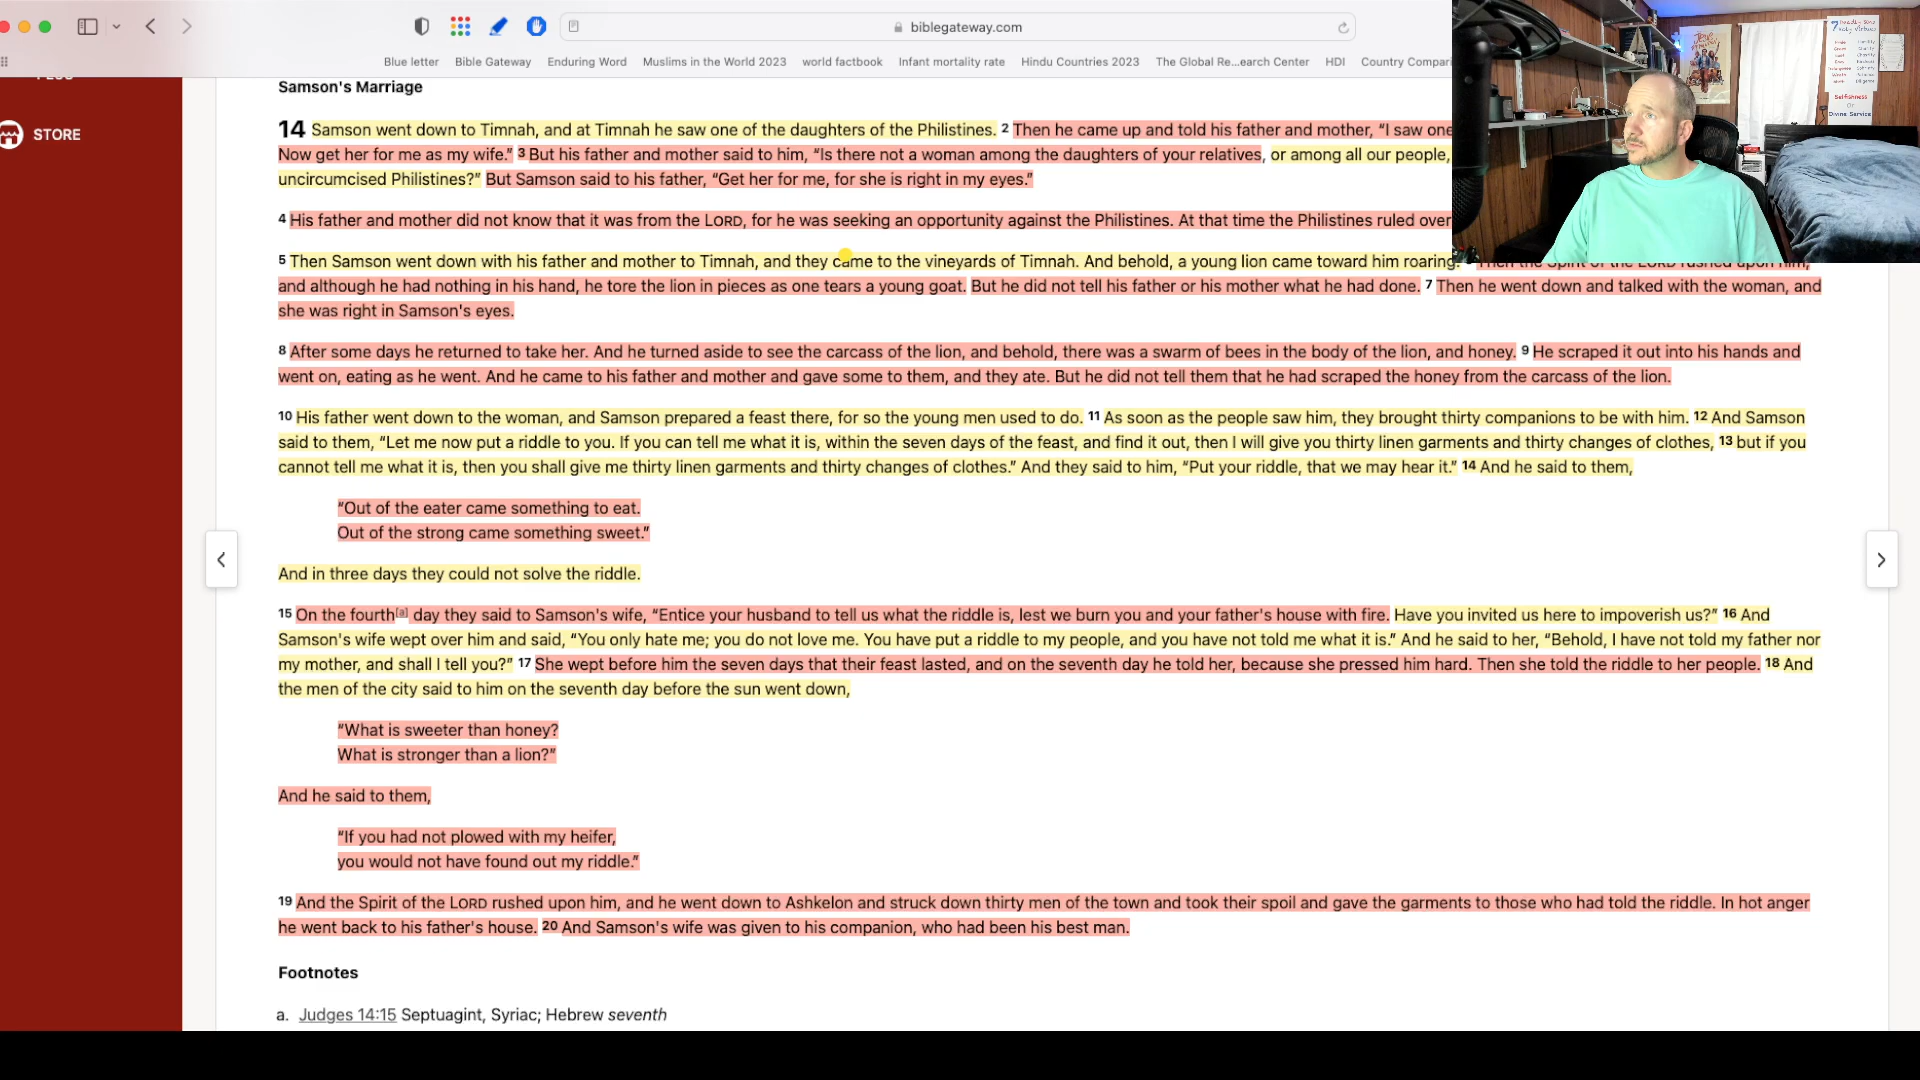 biblegateway.com
Blue letter Bible Gateway Enduring Word Muslims in the World 2023 world factbook Infant mortality rate Hindu Countries 2023 The Global Re...earch Center HDI Country Compari
STORE
Samson's Marriage
14 Samson went down to Timnah, and at Timnah he saw one of the daughters of the Philistines. 2 Then he came up and told his father and mother, “I saw one
Now get her for me as my wife.” 3 But his father and mother said to him, “Is there not a woman among the daughters of your relatives, or among all our people,
uncircumcised Philistines?” But Samson said to his father, “Get her for me, for she is right in my eyes.”
4 His father and mother did not know that it was from the LORD, for he was seeking an opportunity against the Philistines. At that time the Philistines ruled over
5 Then Samson went down with his father and mother to Timnah, and they came to the vineyards of Timnah. And behold, a young lion came toward him roaring. Then the Spirit of the LORD rushed upon him,
and although he had nothing in his hand, he tore the lion in pieces as one tears a young goat. But he did not tell his father or his mother what he had done. 7 Then he went down and talked with the woman, and
she was right in Samson's eyes.
8 After some days he returned to take her. And he turned aside to see the carcass of the lion, and behold, there was a swarm of bees in the body of the lion, and honey. 9 He scraped it out into his hands and
went on, eating as he went. And he came to his father and mother and gave some to them, and they ate. But he did not tell them that he had scraped the honey from the carcass of the lion.
10 His father went down to the woman, and Samson prepared a feast there, for so the young men used to do. 11 As soon as the people saw him, they brought thirty companions to be with him. 12 And Samson
said to them, “Let me now put a riddle to you. If you can tell me what it is, within the seven days of the feast, and find it out, then I will give you thirty linen garments and thirty changes of clothes, 13 but if you
cannot tell me what it is, then you shall give me thirty linen garments and thirty changes of clothes.” And they said to him, “Put your riddle, that we may hear it.” 14 And he said to them,
“Out of the eater came something to eat.
Out of the strong came something sweet.”
And in three days they could not solve the riddle.
15 On the fourth[a] day they said to Samson's wife, “Entice your husband to tell us what the riddle is, lest we burn you and your father's house with fire. Have you invited us here to impoverish us?” 16 And
Samson's wife wept over him and said, “You only hate me; you do not love me. You have put a riddle to my people, and you have not told me what it is.” And he said to her, “Behold, I have not told my father nor
my mother, and shall I tell you?” 17 She wept before him the seven days that their feast lasted, and on the seventh day he told her, because she pressed him hard. Then she told the riddle to her people. 18 And
the men of the city said to him on the seventh day before the sun went down,
“What is sweeter than honey?
What is stronger than a lion?”
And he said to them,
“If you had not plowed with my heifer,
you would not have found out my riddle.”
19 And the Spirit of the LORD rushed upon him, and he went down to Ashkelon and struck down thirty men of the town and took their spoil and gave the garments to those who had told the riddle. In hot anger
he went back to his father's house. 20 And Samson's wife was given to his companion, who had been his best man.
Footnotes
a. Judges 14:15 Septuagint, Syriac; Hebrew seventh
Selfishness
Or
Divine Service